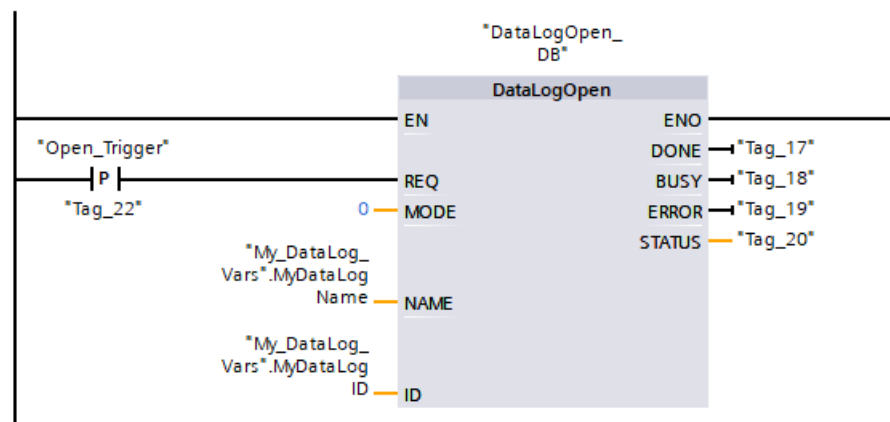 "DataLogOpen_
DB"
DataLogOpen
EN
ENO
"Open_Trigger"
DONE
"Tag_17"
P
REQ
BUSY
"Tag_18"
"Tag_22"
0
MODE
ERROR
"Tag_19"
STATUS
"Tag_20"
"My_DataLog_
Vars".MyDataLog
Name
NAME
"My_DataLog_
Vars".MyDataLog
ID
ID